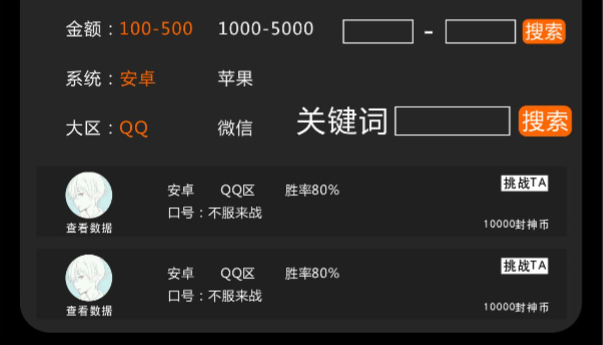 金额：100-500 1000-5000 - 搜索
系统：安卓 苹果
大区：QQ 微信 关键词 搜索
安卓 QQ区 胜率80% 挑战TA
口号：不服来战
查看数据 10000封神币
安卓 QQ区 胜率80% 挑战TA
口号：不服来战
查看数据 10000封神币